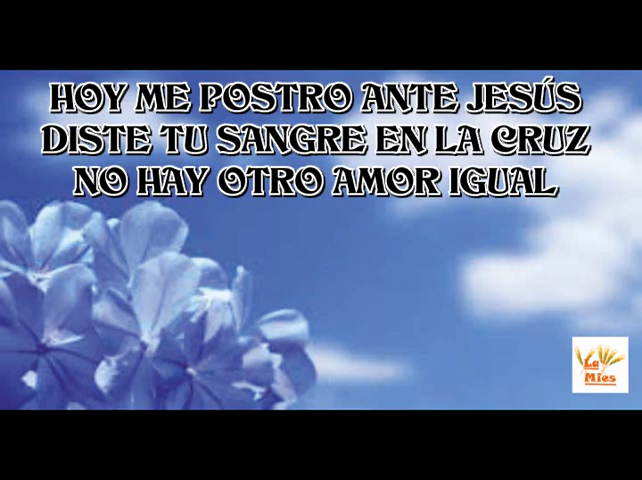 HOY ME POSTRO ANTE JESÚS
DISTE TU SANGRE EN LA CRUZ
NO HAY OTRO AMOR IGUAL
La
Mies